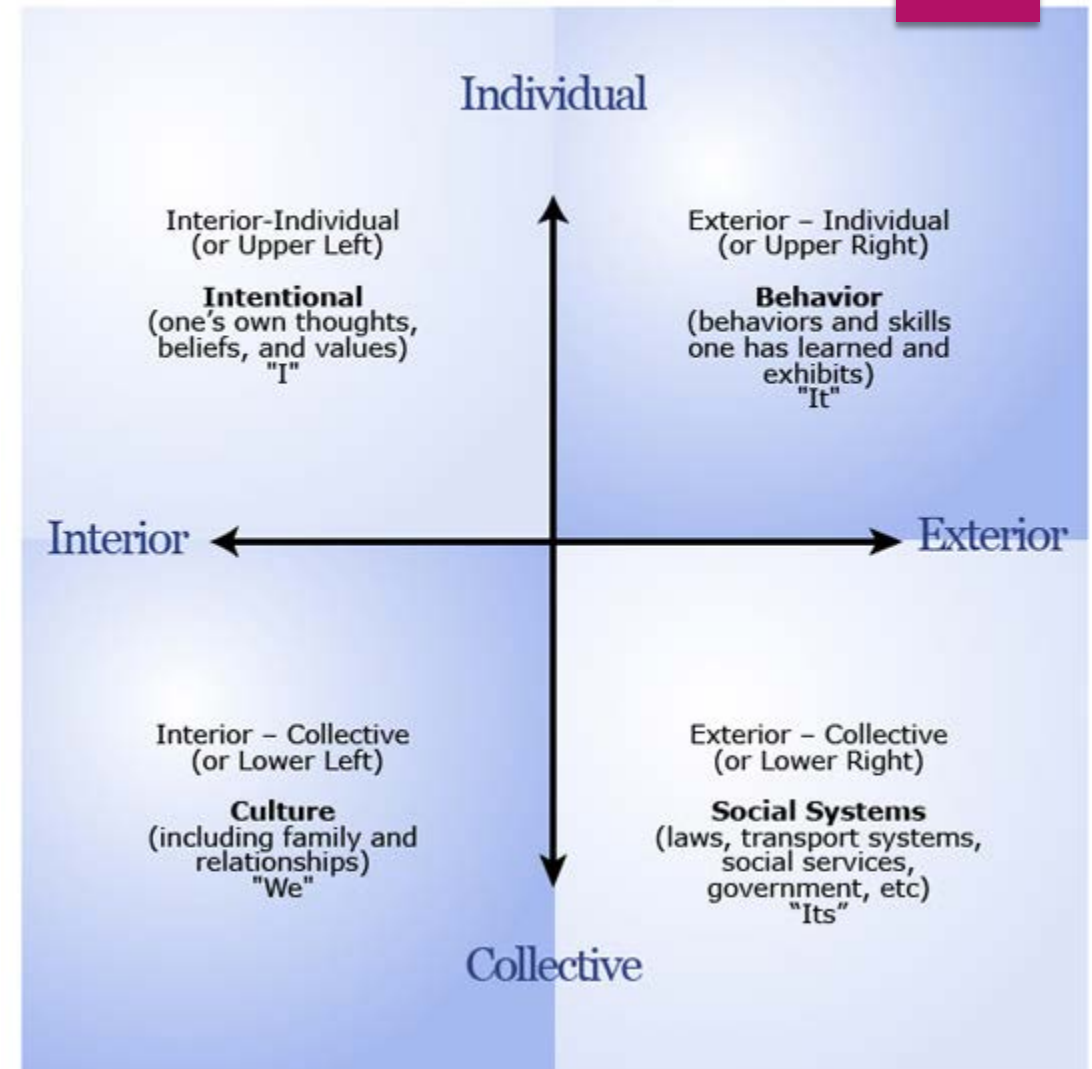 Individual
Interior-Individual
(or Upper Left)
Intentional
(one's own thoughts,
beliefs, and values)
"I"
Exterior – Individual
(or Upper Right)
Behavior
(behaviors and skills
one has learned and
exhibits)
"It"
Interior
Exterior
Interior – Collective
(or Lower Left)
Culture
(including family and
relationships)
"We"
Exterior – Collective
(or Lower Right)
Social Systems
(laws, transport systems,
social services,
government, etc)
“Its”
Collective